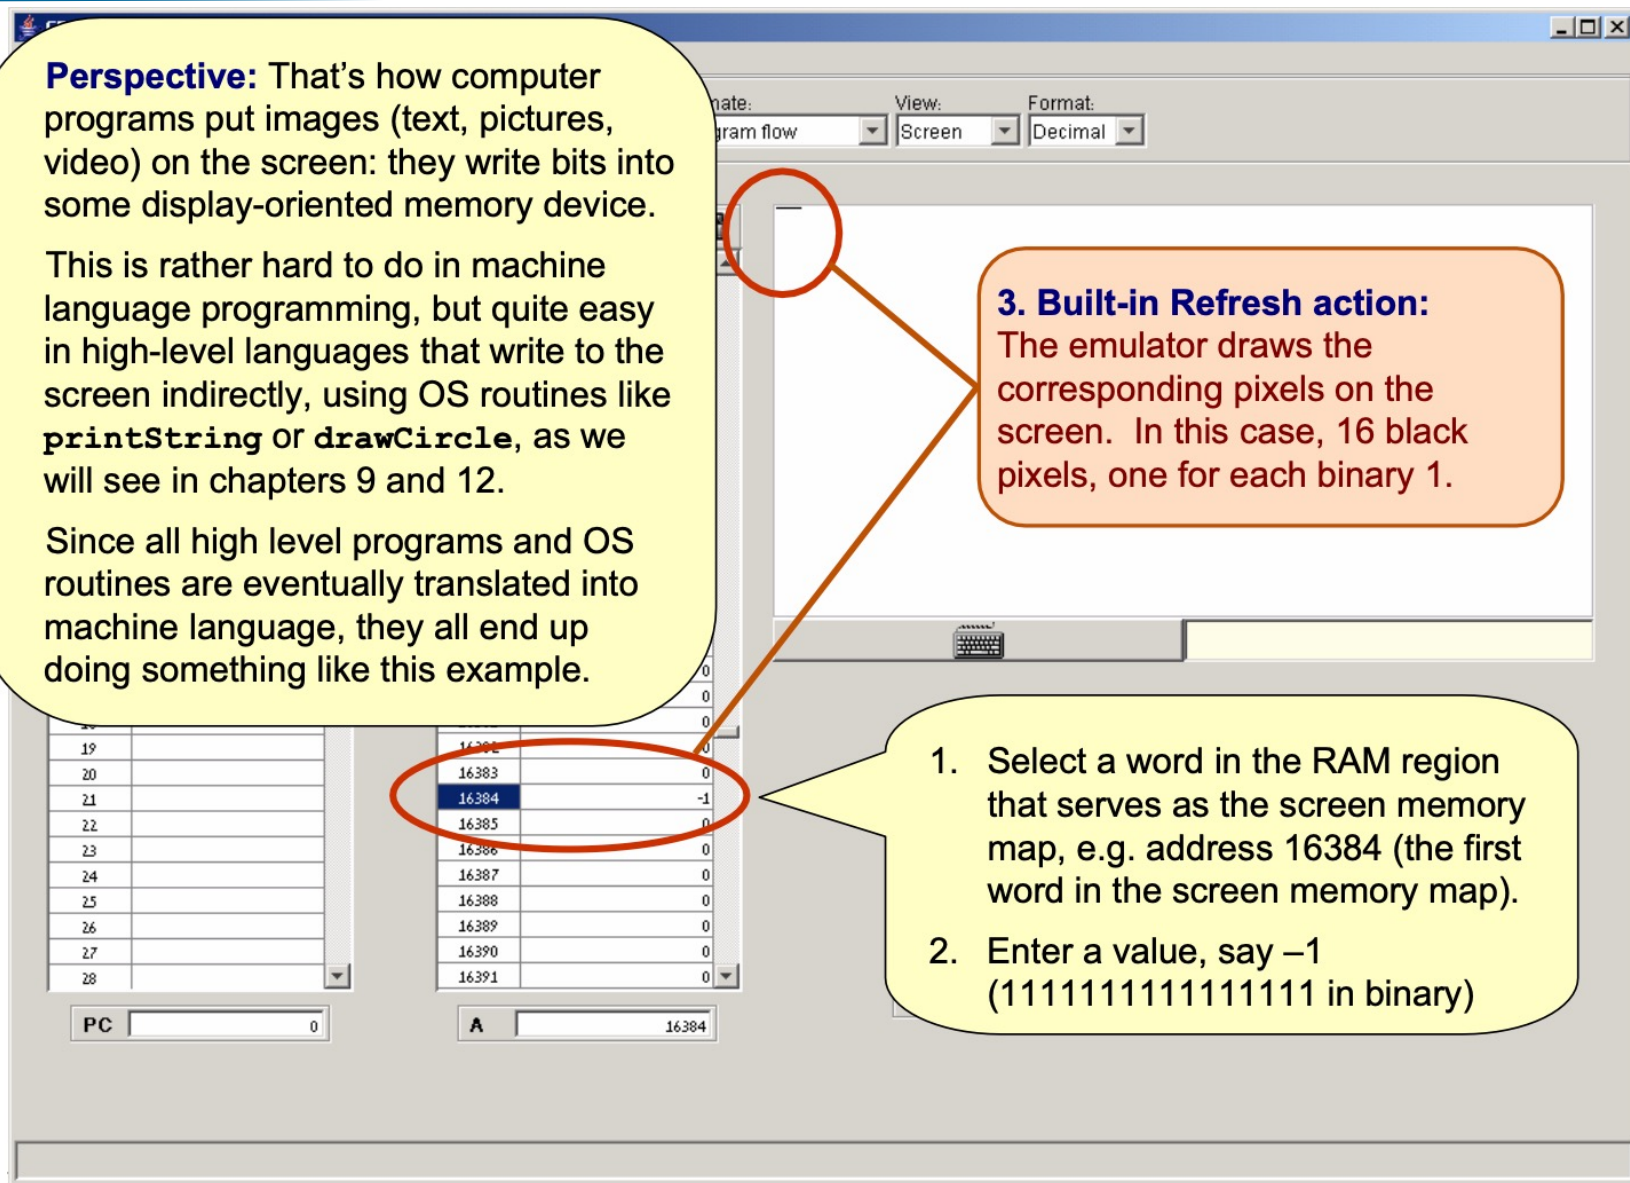 Perspective: That's how computer
programs put images (text, pictures,
video) on the screen: they write bits into
some display-oriented memory device.
This is rather hard to do in machine
language programming, but quite easy
in high-level languages that write to the
screen indirectly, using OS routines like
printString or drawCircle, as we
will see in chapters 9 and 12.
Since all high level programs and OS
routines are eventually translated into
machine language, they all end up
doing something like this example.
View: Format:
gram flow Screen Decimal
3. Built-in Refresh action:
The emulator draws the
corresponding pixels on the
screen. In this case, 16 black
pixels, one for each binary 1.
19
20
21
22
23
24
25
26
27
28
PC 0
0
0
0
16382 0
16383 0
16384 -1
16385 0
16386 0
16387 0
16388 0
16389 0
16390 0
16391 0
A 16384
1. Select a word in the RAM region
that serves as the screen memory
map, e.g. address 16384 (the first
word in the screen memory map).
2. Enter a value, say –1
(1111111111111111 in binary)